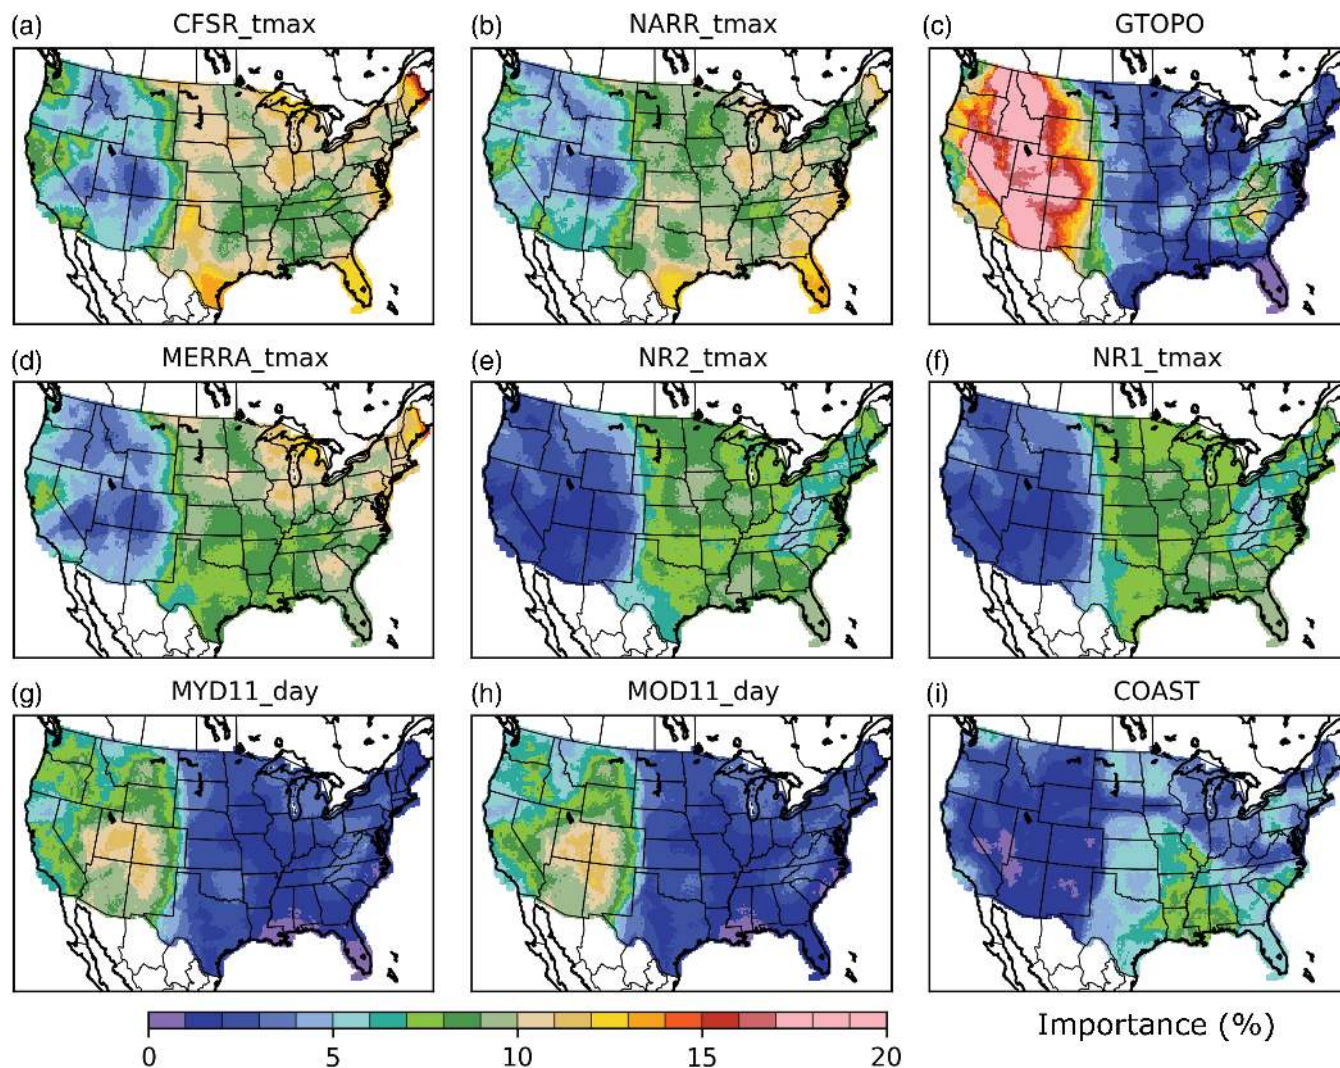 (a) CFSR_tmax
(b) NARR_tmax
(c) GTOPO
(d) MERRA_tmax
(e) NR2_tmax
(f) NR1_tmax
(g) MYD11_day
(h) MOD11_day
(i) COAST
0 5 10 15 20
Importance (%)